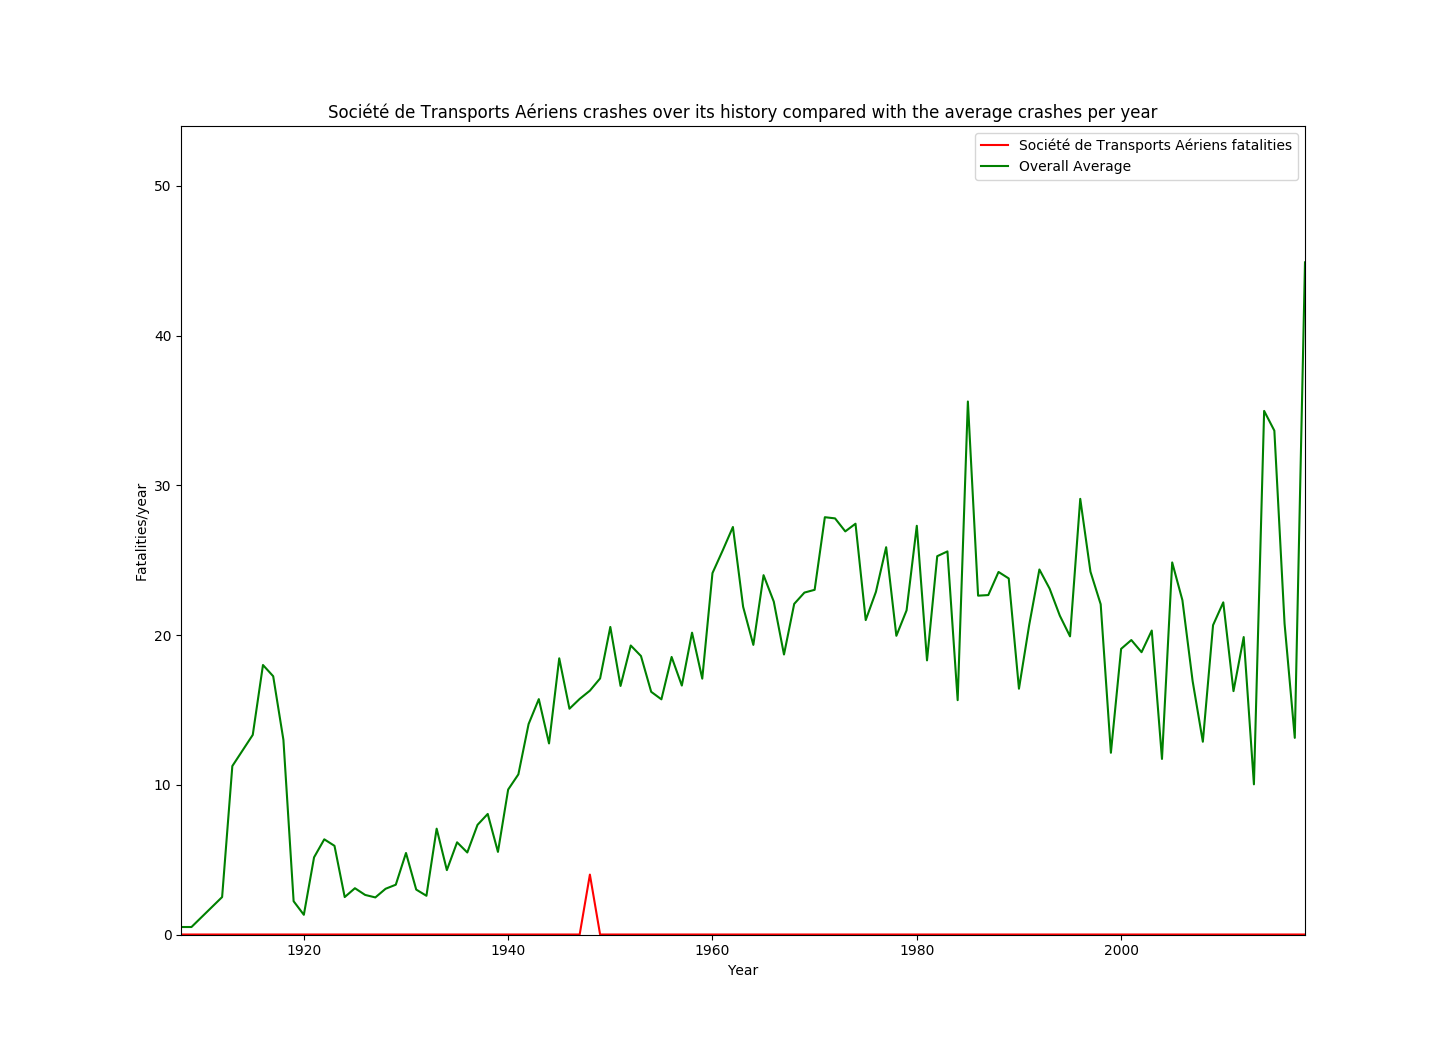 Société de Transports Aériens crashes over its history compared with the average crashes per year
Société de Transports Aériens fatalities
Overall Average
50
40
30
20
10
0
Fatalities/year
1920 1940 1960 1980 2000
Year